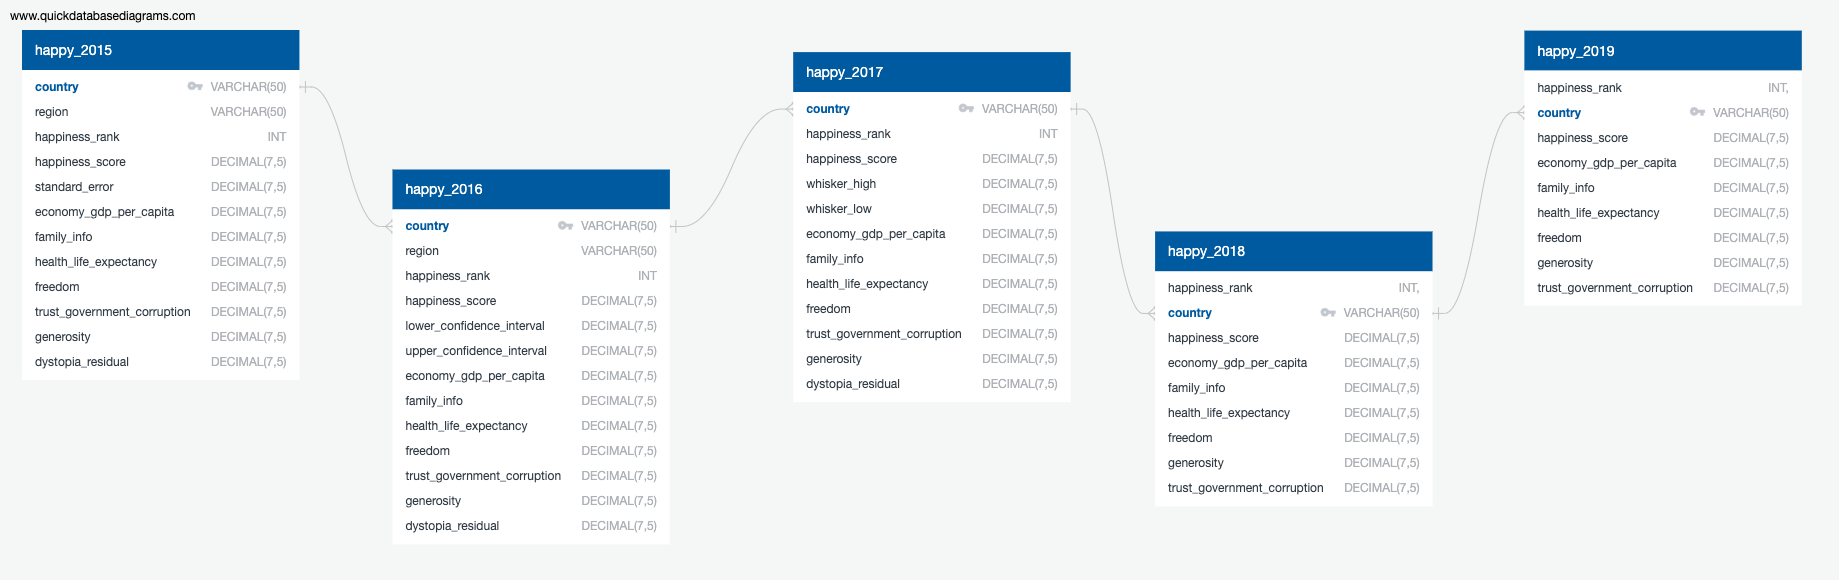 www.quickdatabasediagrams.com
happy_2015
country VARCHAR(50)
region VARCHAR(50)
happiness_rank INT
happiness_score DECIMAL(7,5)
standard_error DECIMAL(7,5)
economy_gdp_per_capita DECIMAL(7,5)
family_info DECIMAL(7,5)
health_life_expectancy DECIMAL(7,5)
freedom DECIMAL(7,5)
trust_government_corruption DECIMAL(7,5)
generosity DECIMAL(7,5)
dystopia_residual DECIMAL(7,5)
happy_2016
country VARCHAR(50)
region VARCHAR(50)
happiness_rank INT
happiness_score DECIMAL(7,5)
lower_confidence_interval DECIMAL(7,5)
upper_confidence_interval DECIMAL(7,5)
economy_gdp_per_capita DECIMAL(7,5)
family_info DECIMAL(7,5)
health_life_expectancy DECIMAL(7,5)
freedom DECIMAL(7,5)
trust_government_corruption DECIMAL(7,5)
generosity DECIMAL(7,5)
dystopia_residual DECIMAL(7,5)
happy_2017
country VARCHAR(50)
happiness_rank INT
happiness_score DECIMAL(7,5)
whisker_high DECIMAL(7,5)
whisker_low DECIMAL(7,5)
economy_gdp_per_capita DECIMAL(7,5)
family_info DECIMAL(7,5)
health_life_expectancy DECIMAL(7,5)
freedom DECIMAL(7,5)
trust_government_corruption DECIMAL(7,5)
generosity DECIMAL(7,5)
dystopia_residual DECIMAL(7,5)
happy_2018
happiness_rank INT,
country VARCHAR(50)
happiness_score DECIMAL(7,5)
economy_gdp_per_capita DECIMAL(7,5)
family_info DECIMAL(7,5)
health_life_expectancy DECIMAL(7,5)
freedom DECIMAL(7,5)
generosity DECIMAL(7,5)
trust_government_corruption DECIMAL(7,5)
happy_2019
happiness_rank INT,
country VARCHAR(50)
happiness_score DECIMAL(7,5)
economy_gdp_per_capita DECIMAL(7,5)
family_info DECIMAL(7,5)
health_life_expectancy DECIMAL(7,5)
freedom DECIMAL(7,5)
generosity DECIMAL(7,5)
trust_government_corruption DECIMAL(7,5)